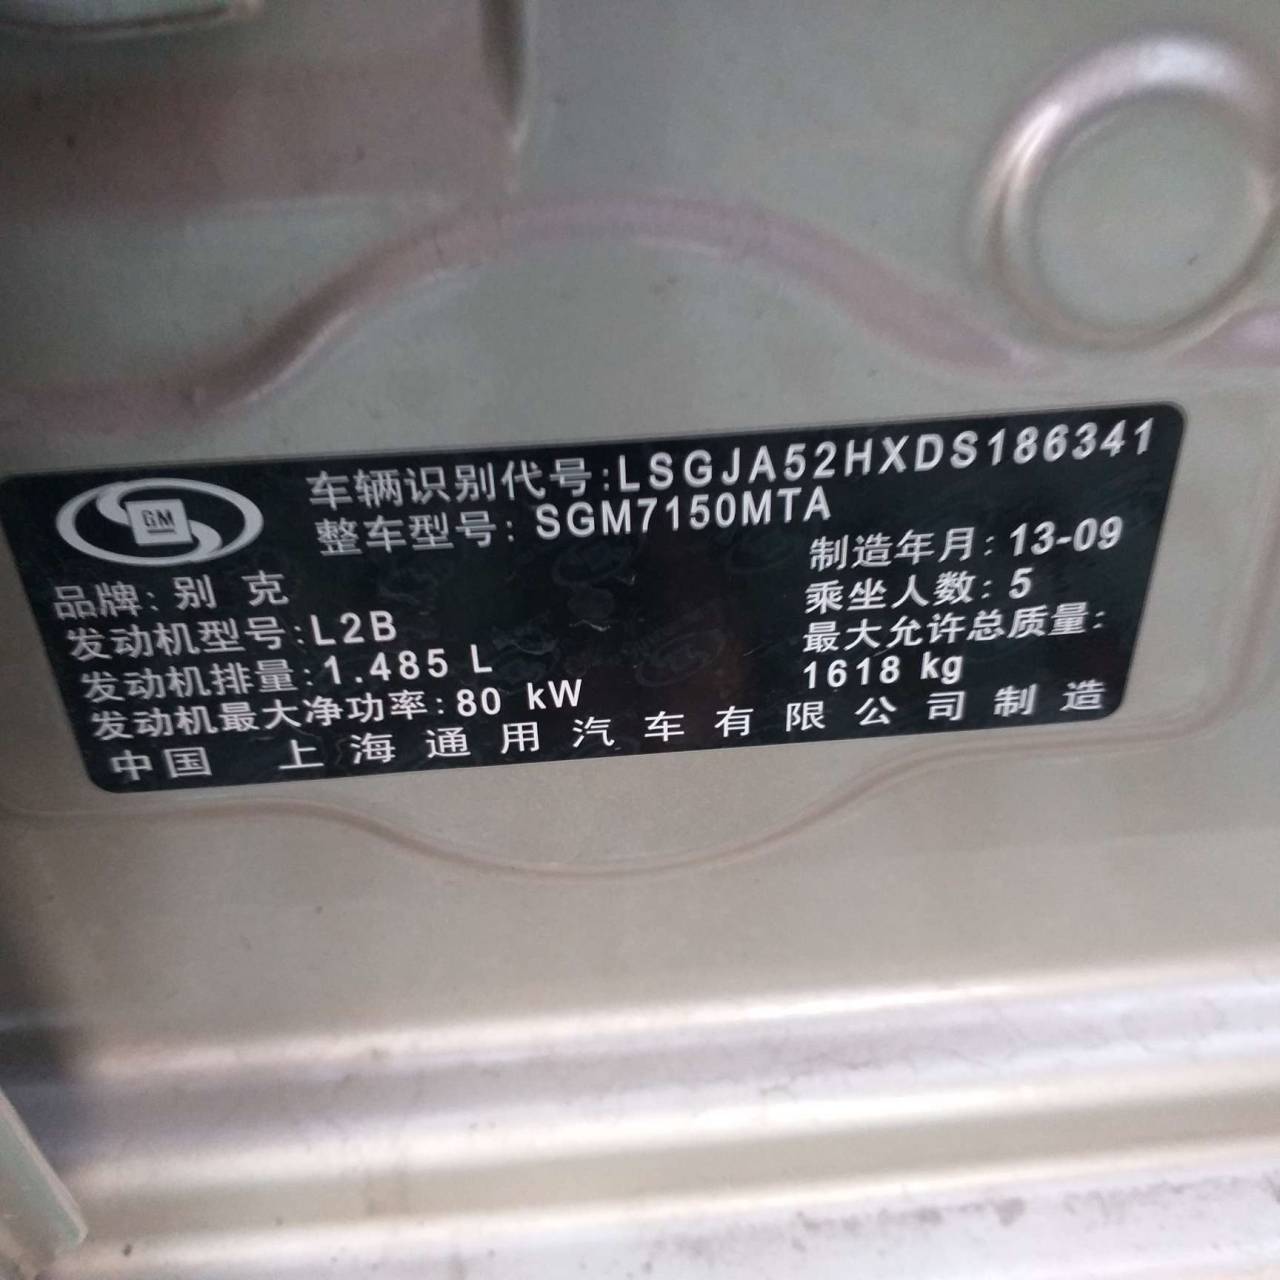 GM
车辆识别代号:LSGJA52HXDS186341
整车型号: SGM7150MTA
制造年月: 13-09
品牌: 别 克
乘坐人数: 5
发动机型号:L2B
最大允许总质量:
1618 kg
发动机排量:1.485 L
发动机最大净功率:80 kW
中国 上海通用汽车有限公司制造